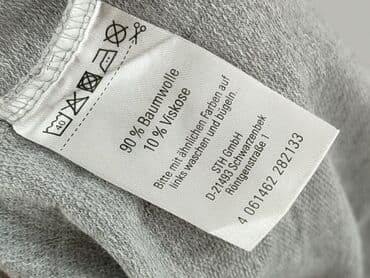 40
90 % Baumwolle
10 % Viskose
Bitte mit ähnlichen Farben auf
links waschen und bügeln.
STH GmbH
D-21493 Schwarzenbek
Röntgenstraße 1
4 061462 282133